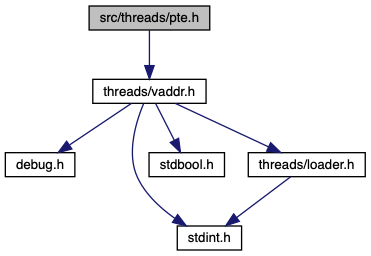 src/threads/pte.h
threads/vaddr.h
debug.h
stdbool.h
threads/loader.h
stdint.h